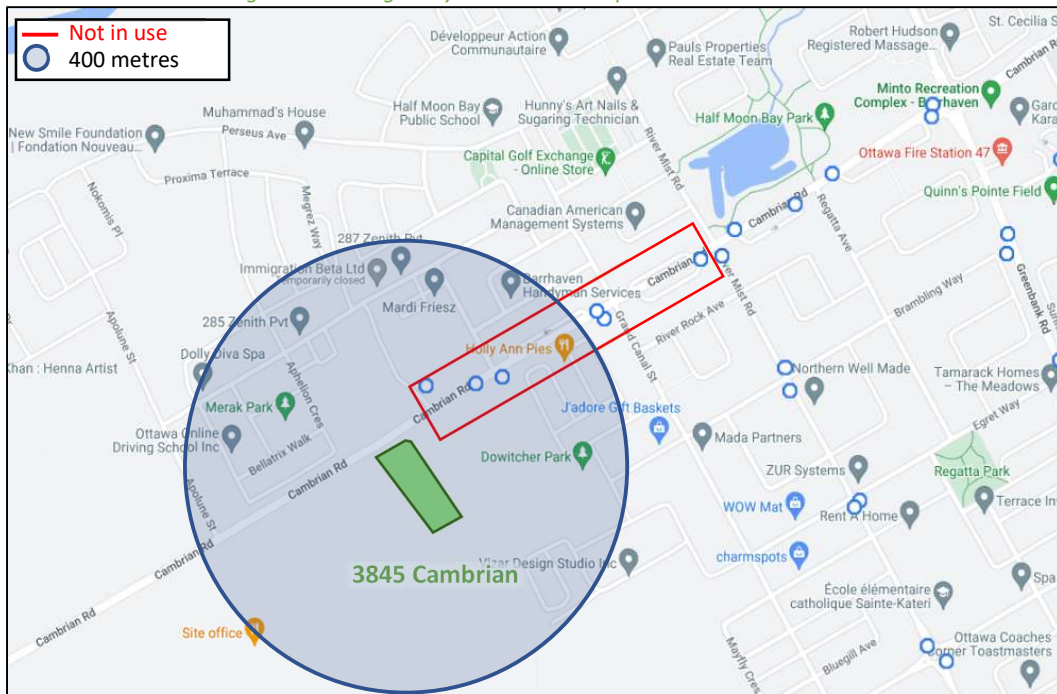 Not in use
400 metres
Développeur Action
Communautaire
Pauls Properties
Real Estate Team
Robert Hudson
Registered Massage...
St. Cecilia S
Cambrian Rd
Minto Recreation
Complex - Barrhaven
Muhammad's House
Half Moon Bay
Public School
Hunny's Art Nails &
Sugaring Technician
Half Moon Bay Park
Gard
Kara
New Smile Foundation
| Fondation Nouveau...
Perseus Ave
River Mist Rd
Ottawa Fire Station 47
Capital Golf Exchange
- Online Store
Proxima Terrace
Nokomis Pl
Megrez Way
Quinn's Pointe Field
Canadian American
Management Systems
Cambrian Rd
Regatta Ave
287 Zenith Pvt
Immigration Beta Ltd
Temporarily closed
Barrhaven
Handyman Services
Cambrian
River Mist Rd
Greenbank Rd
Brambling Way
Mardi Friesz
285 Zenith Pvt
Apolune St
Grand Canal St
River Rock Ave
Holly Ann Pies
Dolly Diva Spa
Khan : Henna Artist
Northern Well Made
Tamarack Homes
– The Meadows
Aphelion Cres
Cambrian Rd
Merak Park
J'adore Gift Baskets
Egret Way
Ottawa Online
Driving School Inc
Bellatrix Walk
Mada Partners
Cambrian Rd
Dowitcher Park
ZUR Systems
Regatta Park
Apolune St
WOW Mat
Rent A Home
Terrace Inv
Cambrian Rd
Vizar Design Studio Inc
charmspots
3845 Cambrian
Spa
École élémentaire
catholique Sainte-Kateri
Cambrian Rd
Site office
Mayfly Cres
Bluegill Ave
Ottawa Coaches
Corner Toastmasters